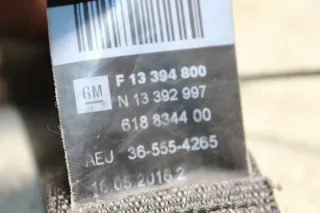 F 13 394 800
GM
N 13 392 997
618 8344 00
AEJ 36-555-4265
16.05.2016 2